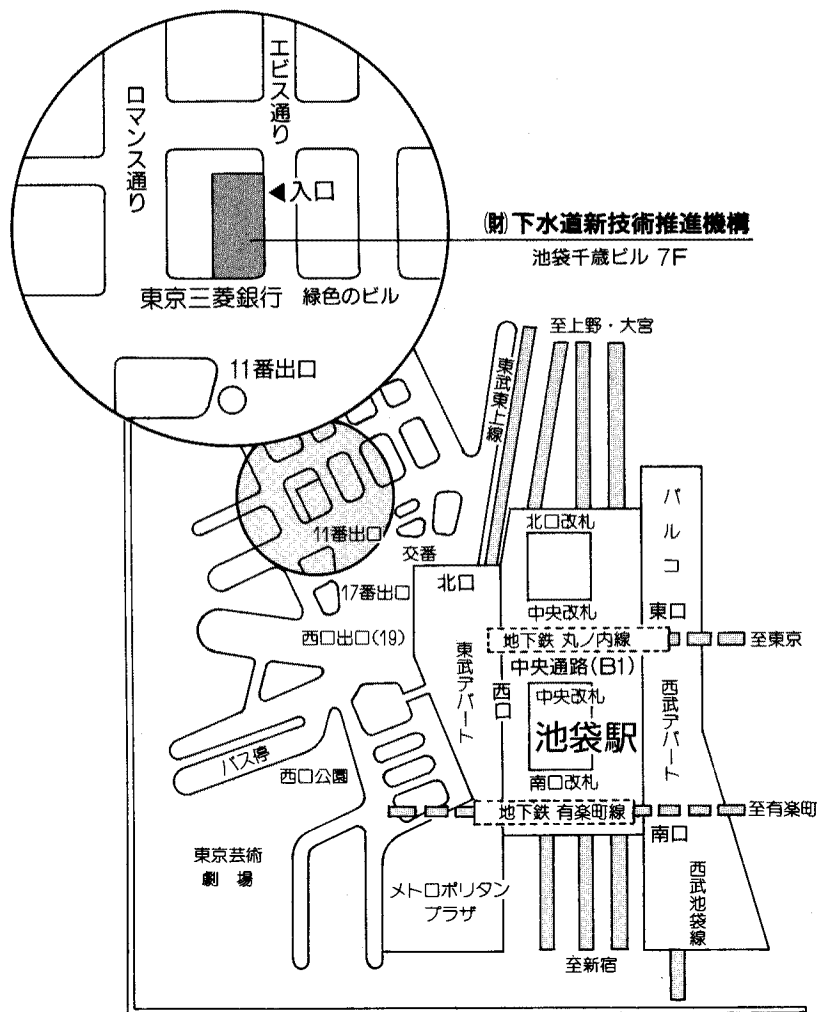 エビス通り
ロマンス通り
入口
(財)下水道新技術推進機構
池袋千歳ビル 7F
東京三菱銀行
緑色のビル
11番出口
至上野・大宮
東武東上線
パルコ
北口改札
11番出口
交番
北口
17番出口
中央改札
東口
西口出口(19)
地下鉄 丸ノ内線
至東京
東武デパート
中央通路(B1)
西口
中央改札
西武デパート
池袋駅
バス停
西口公園
南口改札
地下鉄 有楽町線
至有楽町
南口
東京芸術
劇場
メトロポリタン
プラザ
西武池袋線
至新宿